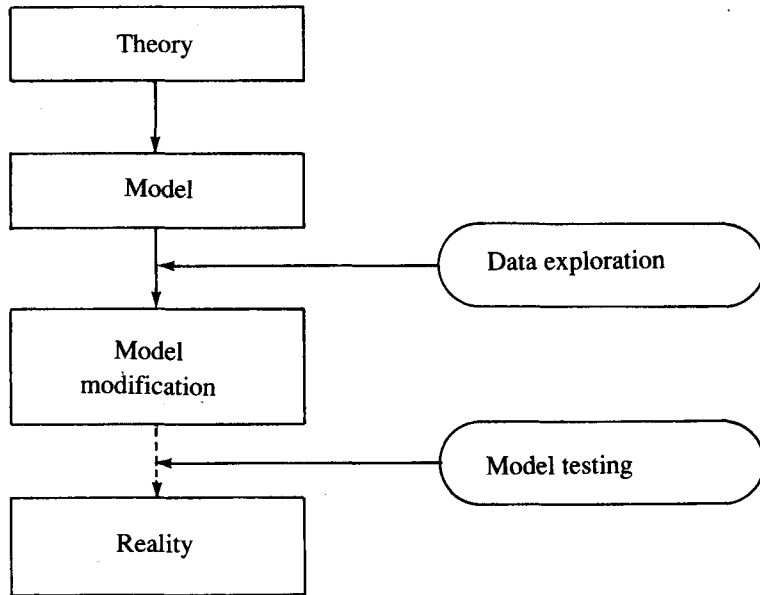 Theory
Model
Data exploration
Model
modification
Model testing
Reality